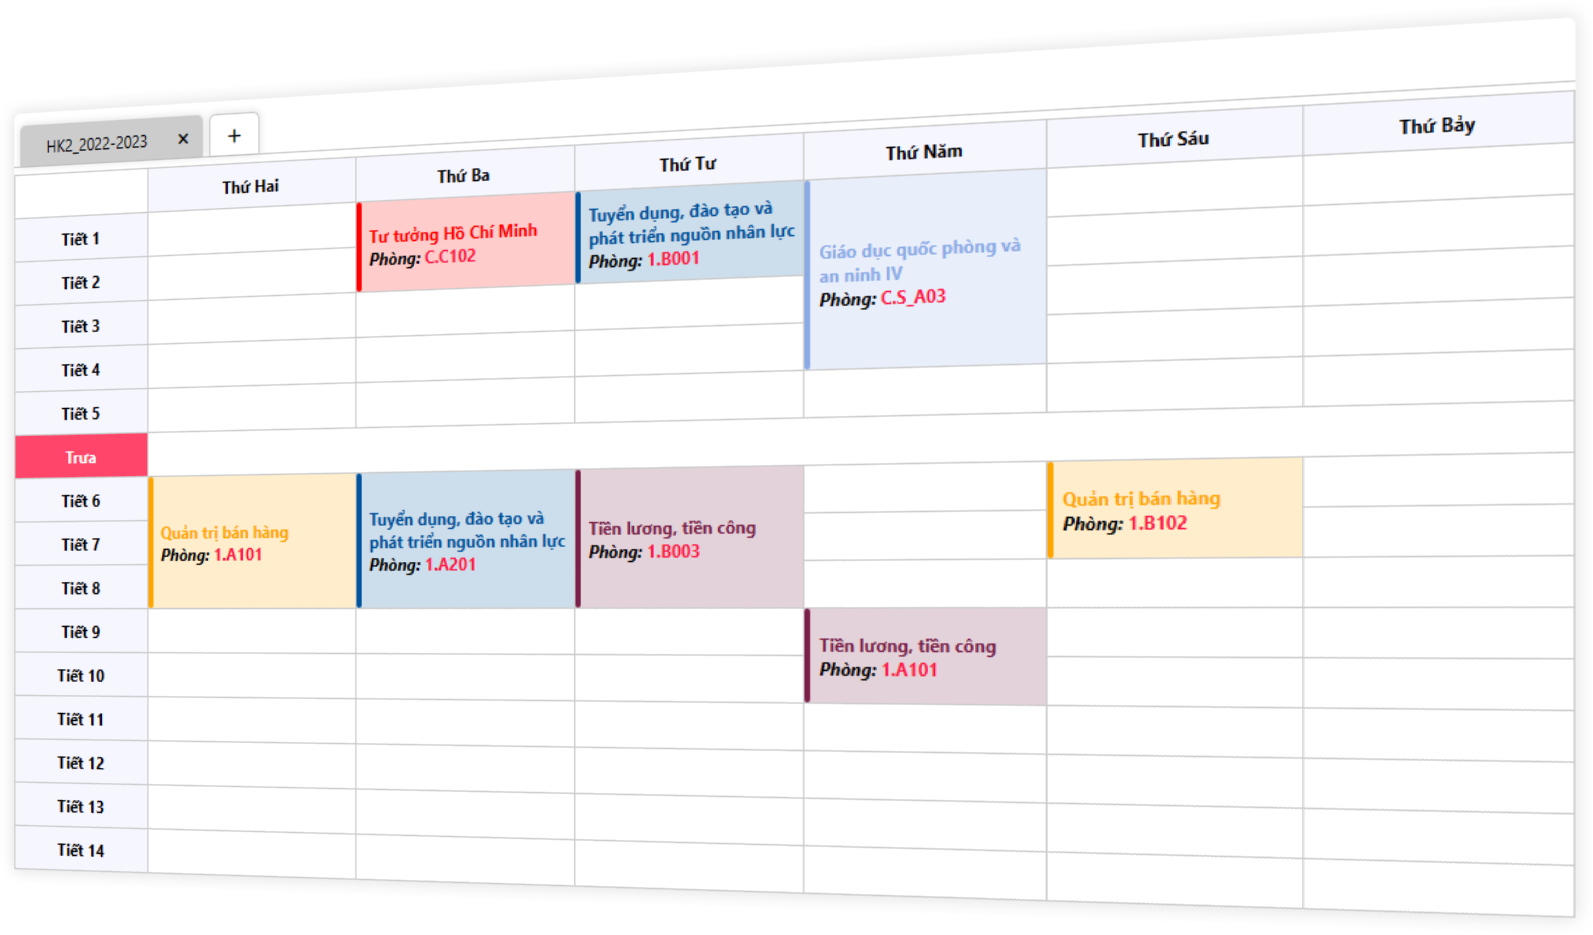 HK2_2022-2023 × +
Thứ Hai Thứ Ba Thứ Tư Thứ Năm Thứ Sáu Thứ Bảy
Tiết 1
Tiết 2
Tiết 3
Tiết 4
Tiết 5
Trưa
Tiết 6
Tiết 7
Tiết 8
Tiết 9
Tiết 10
Tiết 11
Tiết 12
Tiết 13
Tiết 14
Quản trị bán hàng
Phòng: 1.A101
Tư tưởng Hồ Chí Minh
Phòng: C.C102
Tuyển dụng, đào tạo và
phát triển nguồn nhân lực
Phòng: 1.A201
Tuyển dụng, đào tạo và
phát triển nguồn nhân lực
Phòng: 1.B001
Tiền lương, tiền công
Phòng: 1.B003
Giáo dục quốc phòng và
an ninh IV
Phòng: C.S_A03
Tiền lương, tiền công
Phòng: 1.A101
Quản trị bán hàng
Phòng: 1.B102